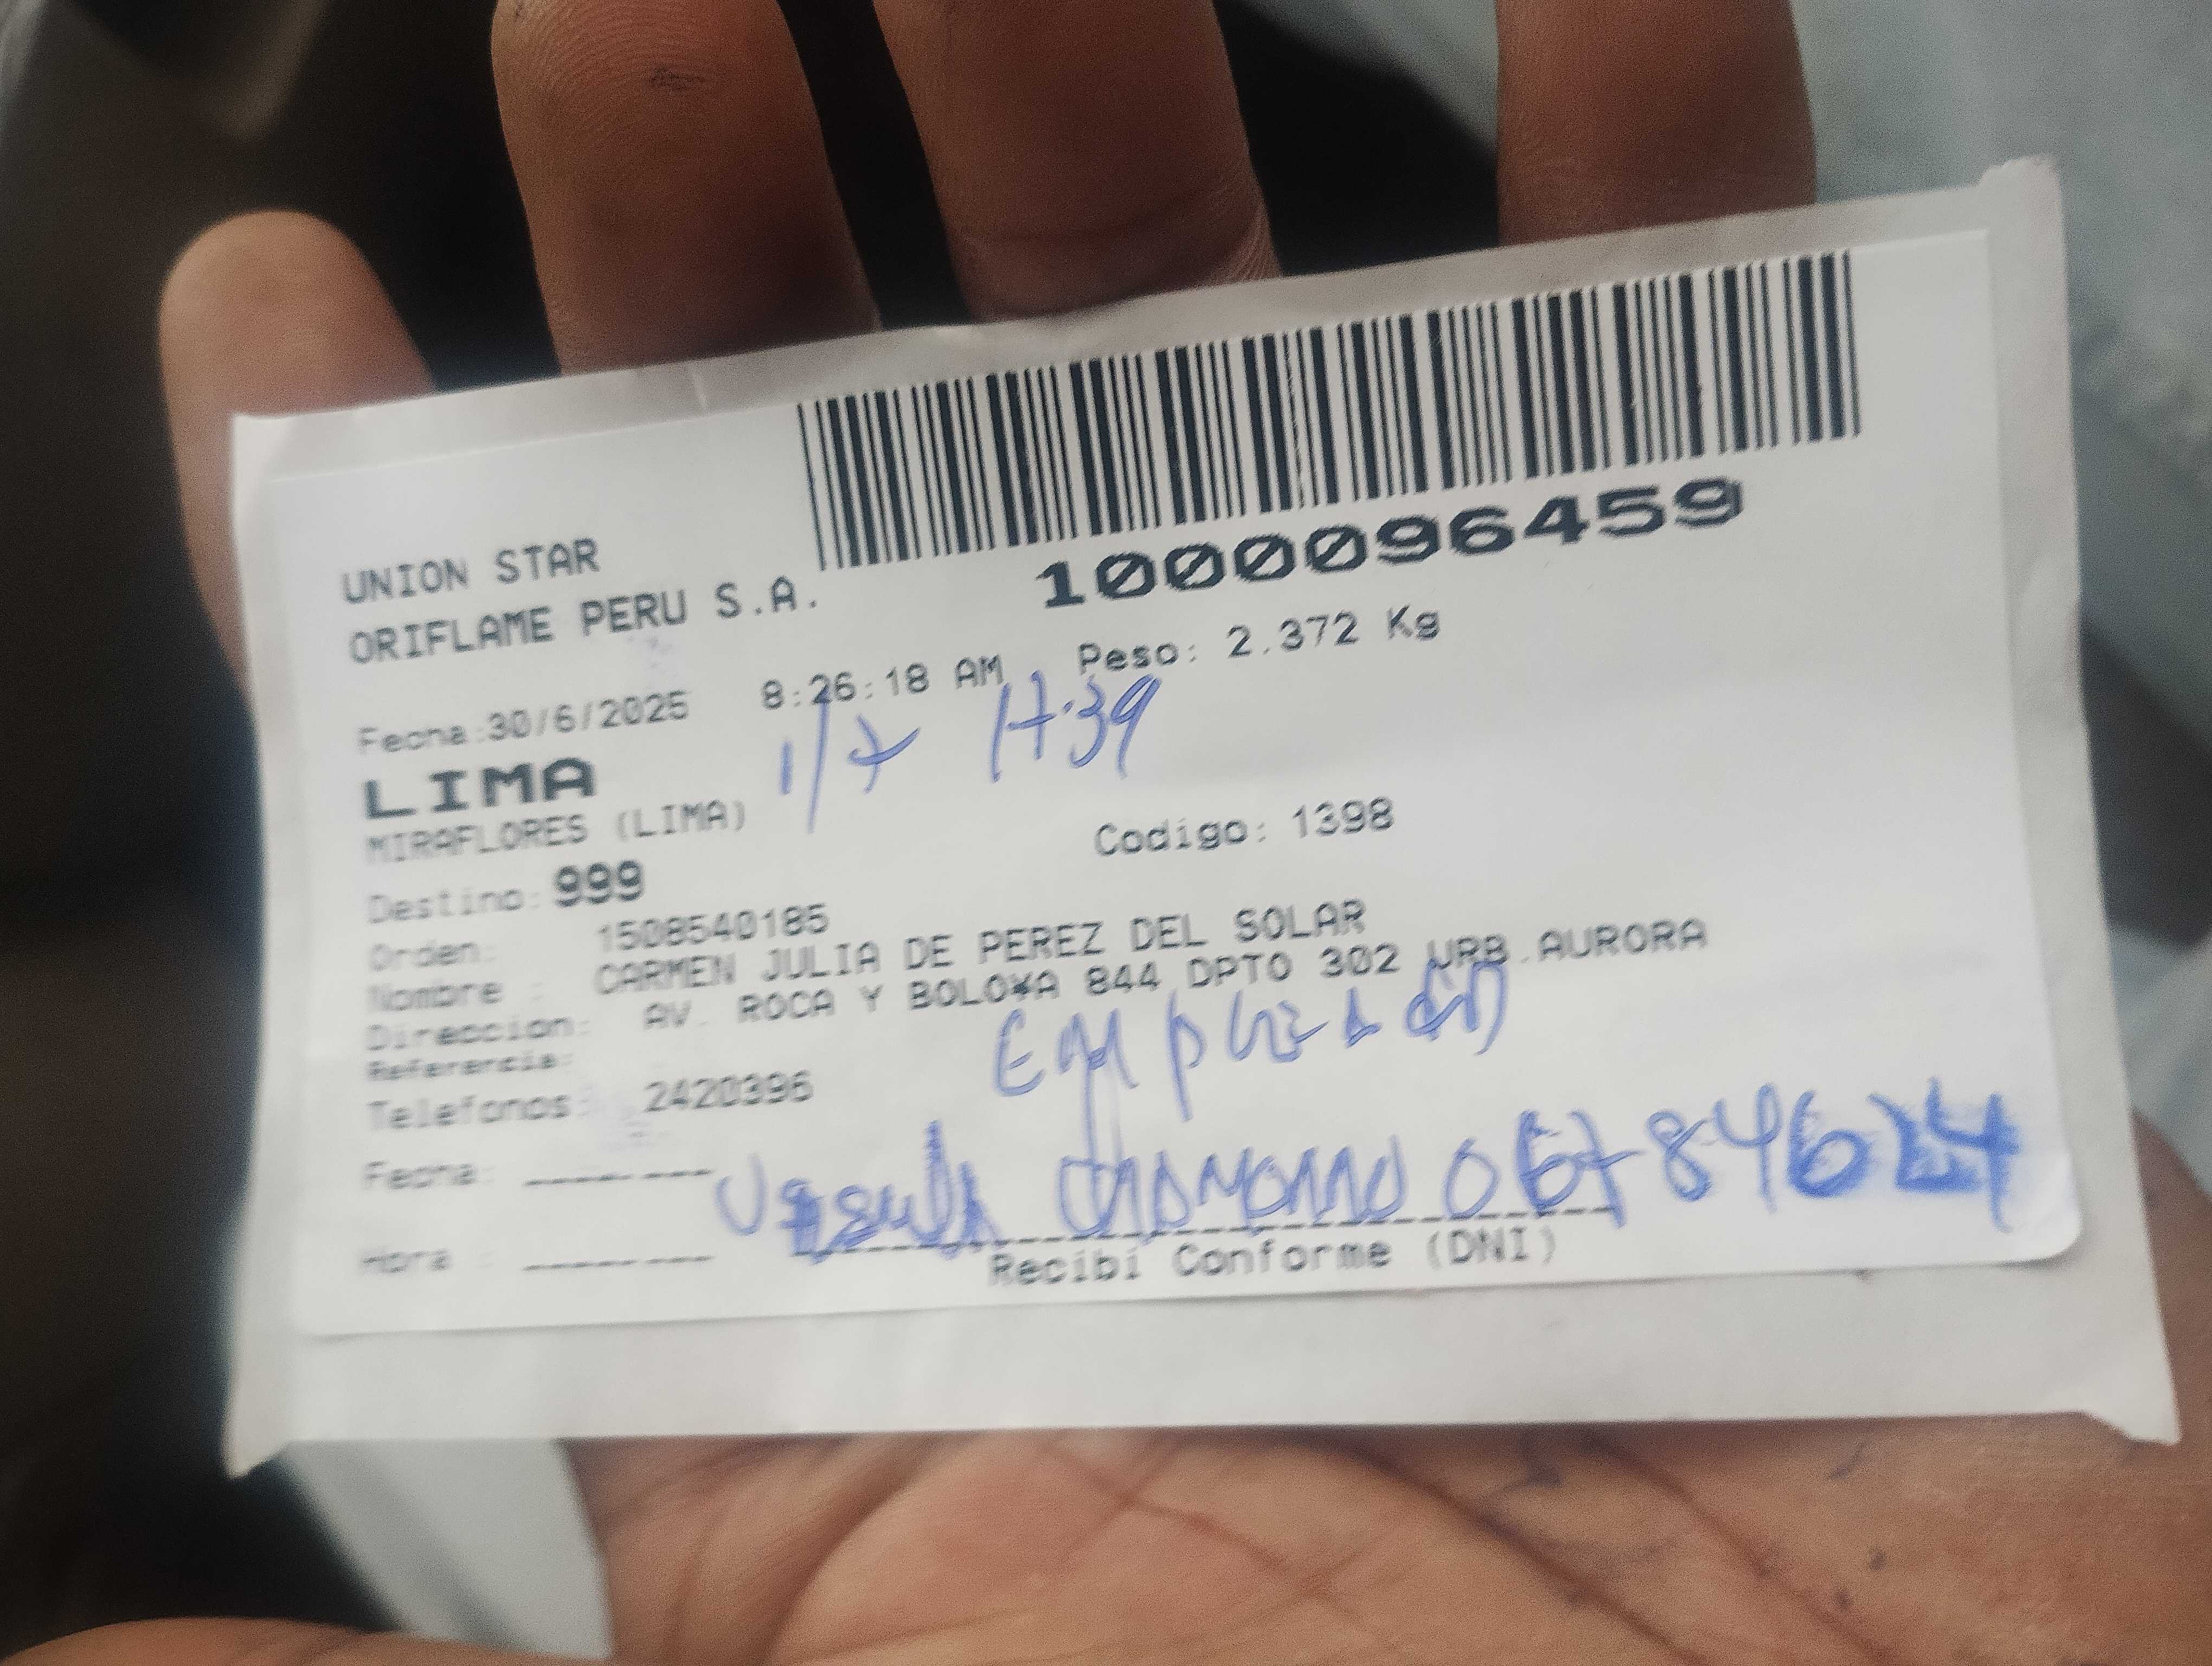 UNION STAR
ORIFLAME PERU S.A.
1000096459
Fecha:30/6/2025 8:26:18 AM Peso: 2.372 Kg
1/7 17:39
LIMA
MIRAFLORES (LIMA)
Codigo: 1398
Destino: 999
Orden: 1508540185
Nombre : CARMEN JULIA DE PEREZ DEL SOLAR
Direccion: AV. ROCA Y BOLO¥A 844 DPTO 302 URB.AURORA
Referencia:
Telefonos: 2420396
Fecha: _______
Hora : _______
Recibi Conforme (DNI)